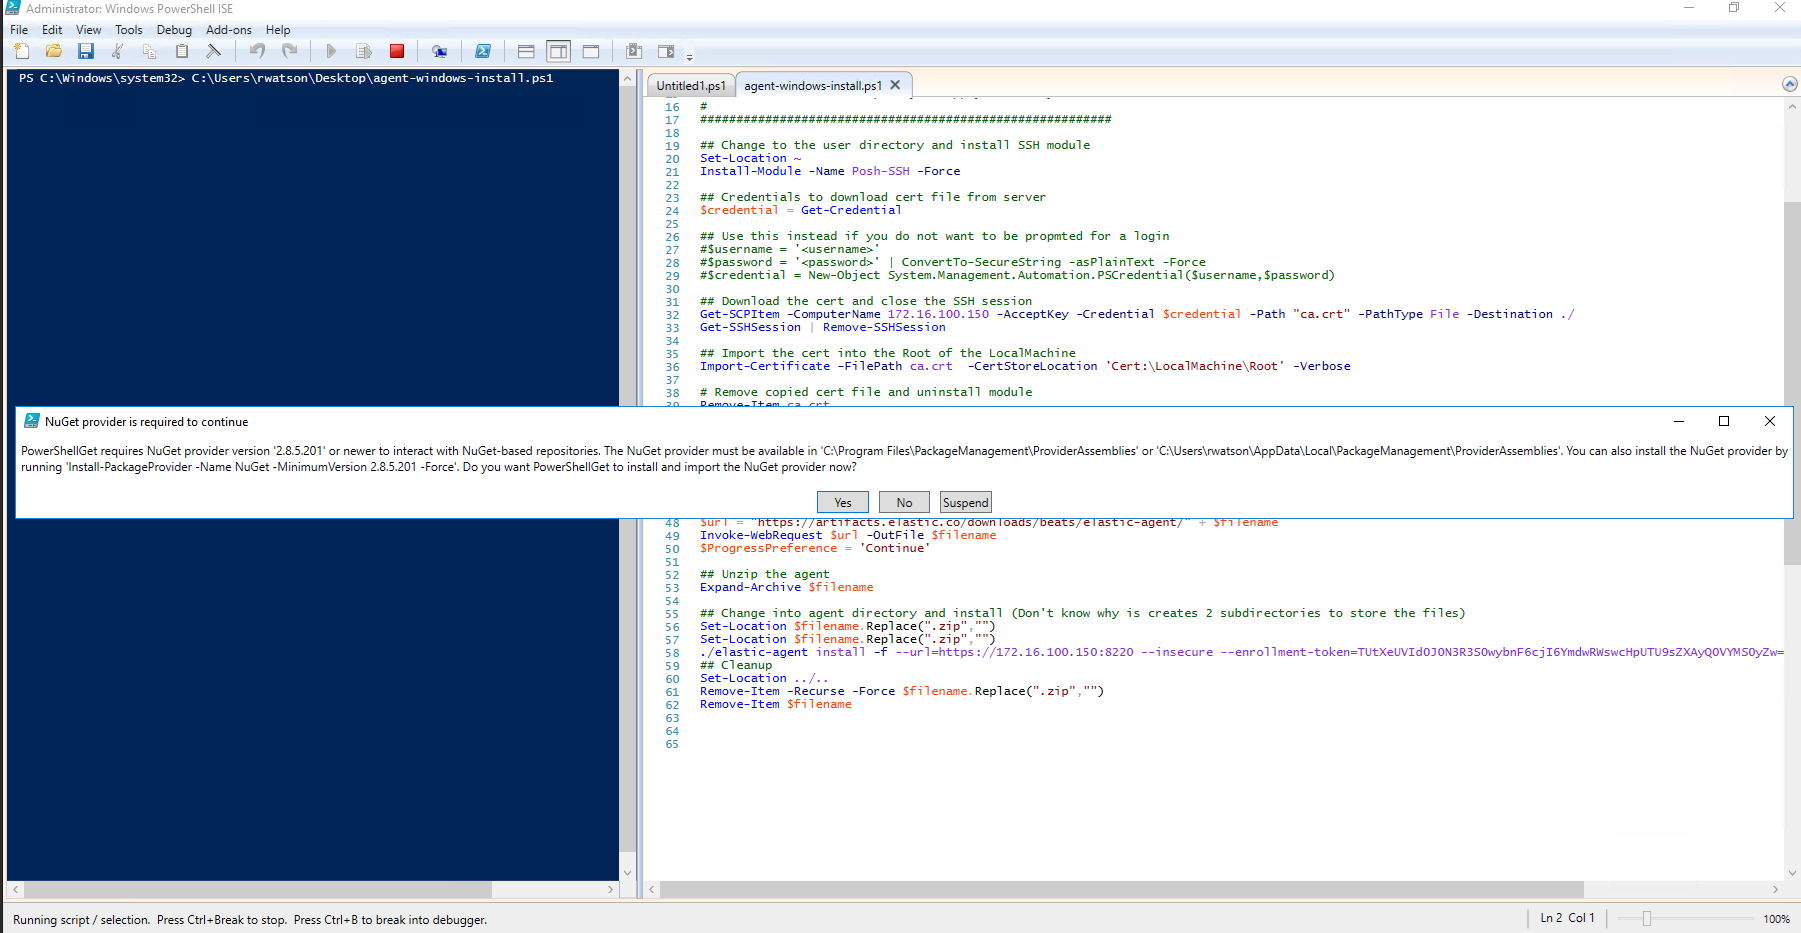 Administrator: Windows PowerShell ISE
File Edit View Tools Debug Add-ons Help
PS C:\Windows\system32> C:\Users\rwatson\Desktop\agent-windows-install.ps1
Untitled1.ps1 agent-windows-install.ps1
16 #
17 #########################################################
18
19 ## Change to the user directory and install SSH module
20 Set-Location ~
21 Install-Module -Name Posh-SSH -Force
22
23 ## Credentials to download cert file from server
24 $credential = Get-Credential
25
26 ## Use this instead if you do not want to be propmted for a login
27 #$username = '<username>'
28 #$password = '<password>' | ConvertTo-SecureString -asPlainText -Force
29 #$credential = New-Object System.Management.Automation.PSCredential($username,$password)
30
31 ## Download the cert and close the SSH session
32 Get-SCPItem -ComputerName 172.16.100.150 -AcceptKey -Credential $credential -Path "ca.crt" -PathType File -Destination ./
33 Get-SSHSession | Remove-SSHSession
34
35 ## Import the cert into the Root of the LocalMachine
36 Import-Certificate -FilePath ca.crt  -CertStoreLocation 'Cert:\LocalMachine\Root' -Verbose
37
38 # Remove copied cert file and uninstall module
39 Remove-Item ca.crt
NuGet provider is required to continue
PowerShellGet requires NuGet provider version '2.8.5.201' or newer to interact with NuGet-based repositories. The NuGet provider must be available in 'C:\Program Files\PackageManagement\ProviderAssemblies' or 'C:\Users\rwatson\AppData\Local\PackageManagement\ProviderAssemblies'. You can also install the NuGet provider by
running 'Install-PackageProvider -Name NuGet -MinimumVersion 2.8.5.201 -Force'. Do you want PowerShellGet to install and import the NuGet provider now?
Yes No Suspend
48 $url = "https://artifacts.elastic.co/downloads/beats/elastic-agent/" + $filename
49 Invoke-WebRequest $url -OutFile $filename
50 $ProgressPreference = 'Continue'
51
52 ## Unzip the agent
53 Expand-Archive $filename
54
55 ## Change into agent directory and install (Don't know why is creates 2 subdirectories to store the files)
56 Set-Location $filename.Replace(".zip","")
57 Set-Location $filename.Replace(".zip","")
58 ./elastic-agent install -f --url=https://172.16.100.150:8220 --insecure
59 ## Cleanup
60 Set-Location ../..
61 Remove-Item -Recurse -Force $filename.Replace(".zip","")
62 Remove-Item $filename
63
64
65
Running script / selection. Press Ctrl+Break to stop. Press Ctrl+B to break into debugger.
Ln 2 Col 1 100%